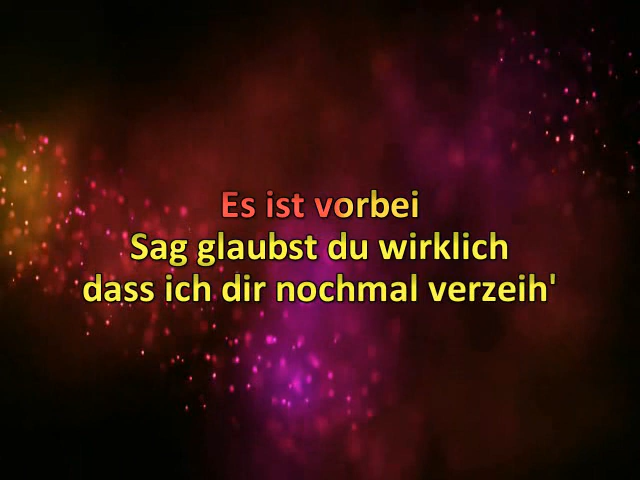 Es ist vorbei
Sag glaubst du wirklich
dass ich dir nochmal verzeih'